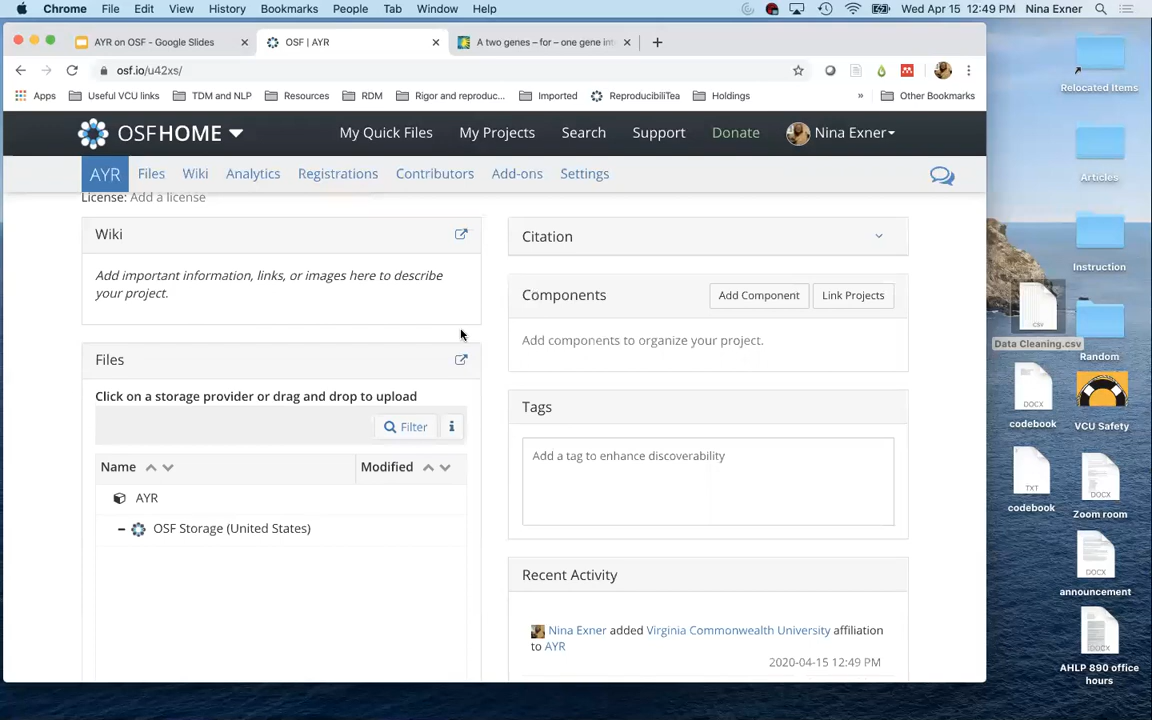 Chrome File Edit View History Bookmarks People Tab Window Help Wed Apr 15 12:49 PM Nina Exner
AYR on OSF - Google Slides OSF | AYR A two genes – for – one gene int
osf.io/u42xs/
Apps Useful VCU links TDM and NLP Resources RDM Rigor and reproduc... Imported ReproducibiliTea Holdings » Other Bookmarks
OSFHOME My Quick Files My Projects Search Support Donate Nina Exner
AYR Files Wiki Analytics Registrations Contributors Add-ons Settings
License: Add a license
Wiki
Add important information, links, or images here to describe
your project.
Files
Click on a storage provider or drag and drop to upload
Filter i
Name Modified
AYR
OSF Storage (United States)
Citation
Components Add Component Link Projects
Add components to organize your project.
Tags
Add a tag to enhance discoverability
Recent Activity
Nina Exner added Virginia Commonwealth University affiliation
to AYR
2020-04-15 12:49 PM
Relocated Items
Articles
Instruction
CSV
Data Cleaning.csv
Random
DOCX
codebook
VCU Safety
TXT
codebook
DOCX
Zoom room
DOCX
announcement
DOCX
AHLP 890 office
hours